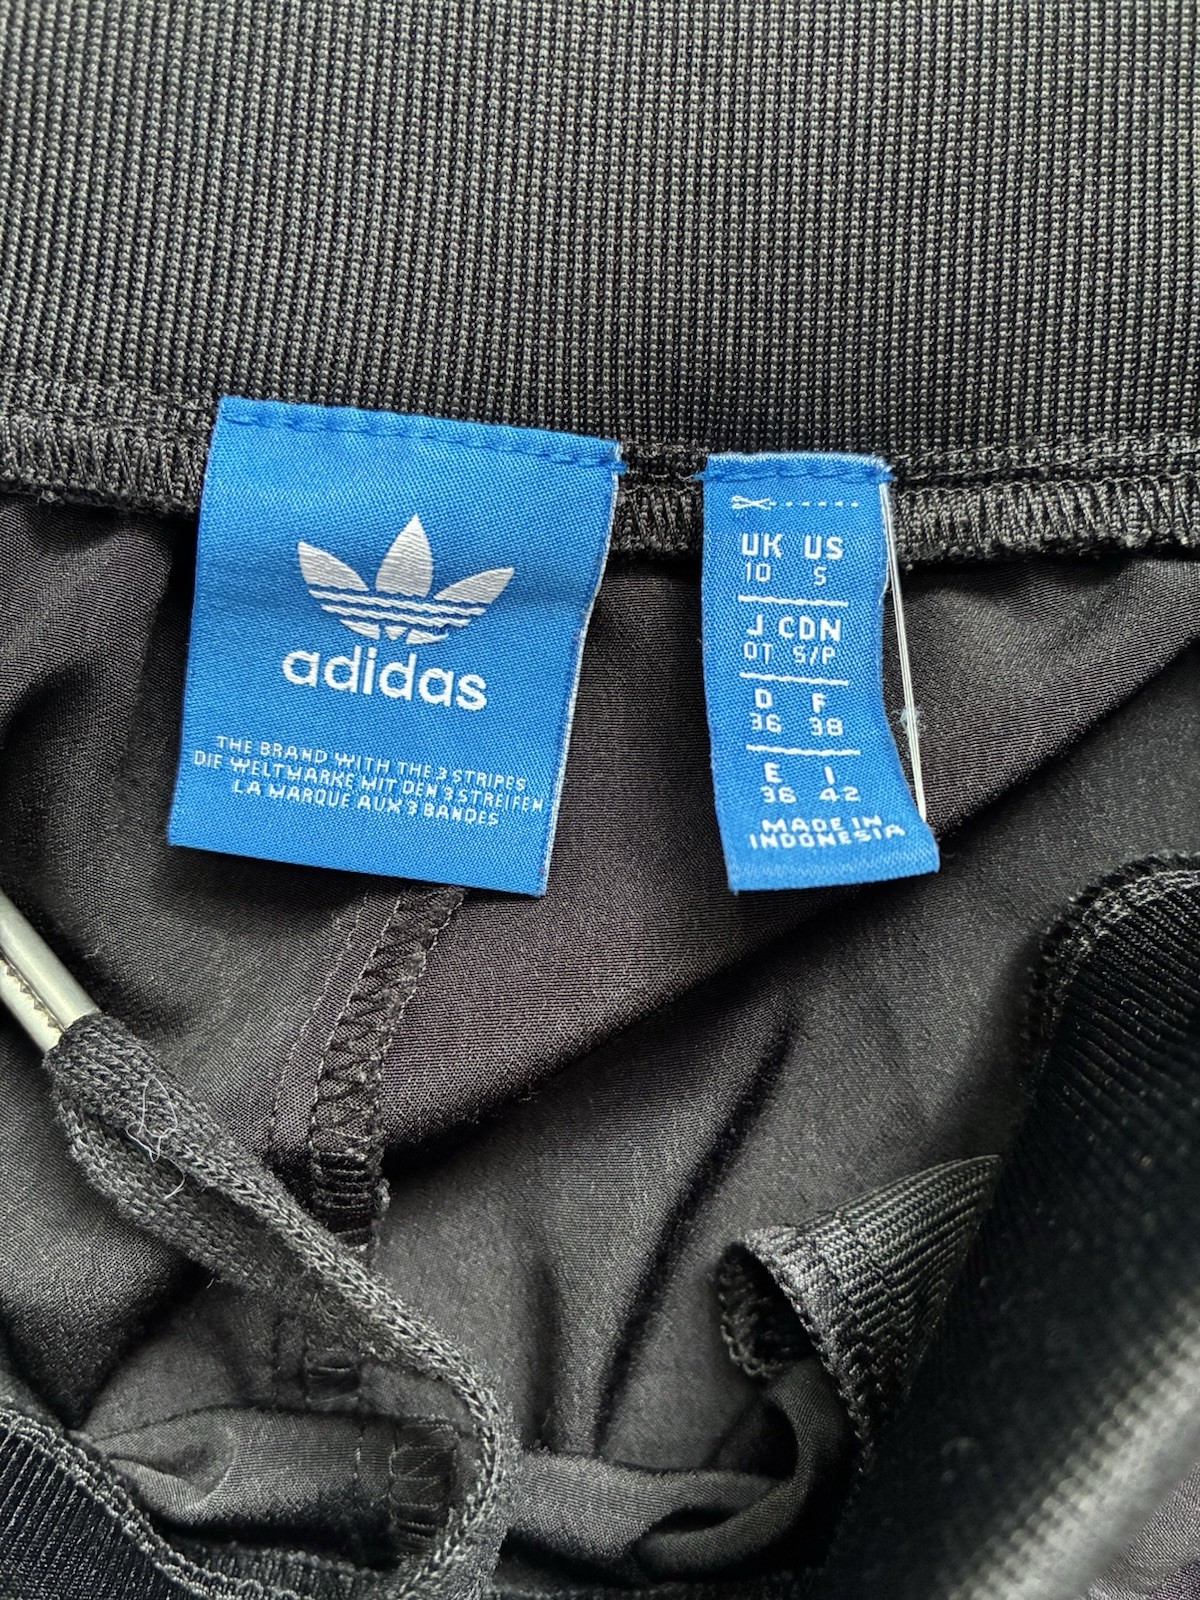 adidas
THE BRAND WITH THE 3 STRIPES
DIE WELTMARKE MIT DEN 3 STREIFEN
LA MARQUE AUX 3 BANDES
UK US
10 S
J CDN
OT S/P
D F
36 38
E I
36 42
MADE IN
INDONESIA